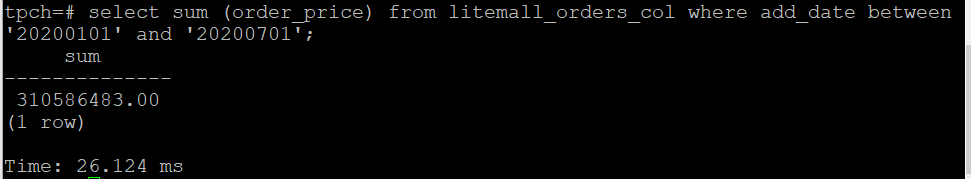 tpch=# select sum (order_price) from litemall_orders_col where add_date between
'20200101' and '20200701';
sum
--------------
310586483.00
(1 row)
Time: 26.124 ms